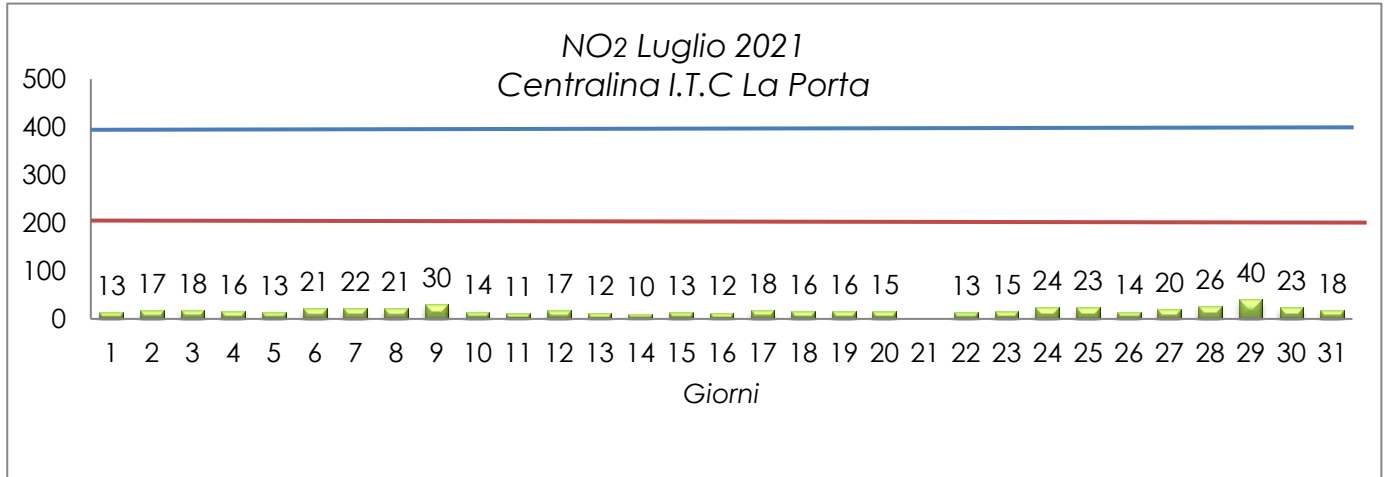 NO2 Luglio 2021
Centralina I.T.C La Porta
500
400
300
200
100
0
13 17 18 16 13 21 22 21 30 14 11 17 12 10 13 12 18 16 16 15 13 15 24 23 14 20 26 40 23 18
1 2 3 4 5 6 7 8 9 10 11 12 13 14 15 16 17 18 19 20 21 22 23 24 25 26 27 28 29 30 31
Giorni